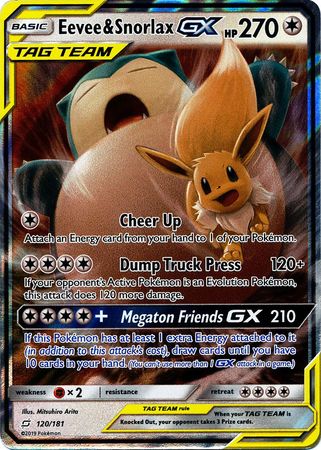 BASIC Eevee&Snorlax GX HP270
TAG TEAM
Cheer Up
Attach an Energy card from your hand to 1 of your Pokémon.
Dump Truck Press 120+
If your opponent's Active Pokémon is an Evolution Pokémon,
this attack does 120 more damage.
+ Megaton Friends GX 210
If this Pokémon has at least 1 extra Energy attached to it
(in addition to this attack's cost), draw cards until you have
10 cards in your hand. (You can't use more than 1 GX attack in a game.)
weakness ×2 resistance retreat
TAG TEAM rule
Illus. Mitsuhiro Arita
When your TAG TEAM is
120/181
Knocked Out, your opponent takes 3 Prize cards.
©2019 Pokémon